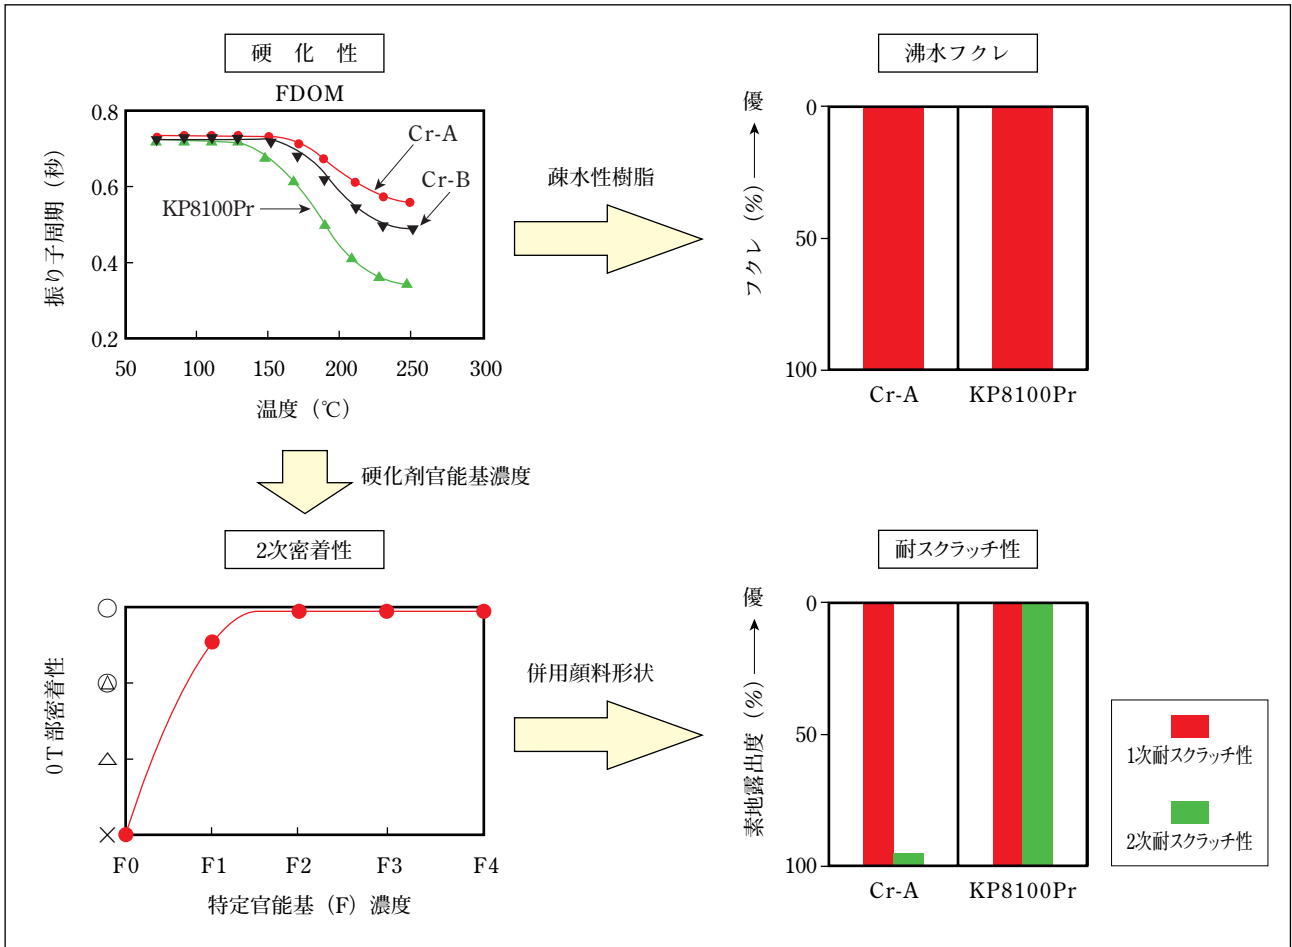 硬 化 性
FDOM
0.8
0.6
0.4
0.2
振り子周期（秒）
Cr-A
Cr-B
KP8100Pr
50 100 150 200 250 300
温度（℃）
疎水性樹脂
沸水フクレ
優
フクレ（%）
0
50
100
Cr-A KP8100Pr
硬化剤官能基濃度
2次密着性
0T部密着性
○
△
×
F0 F1 F2 F3 F4
特定官能基（F）濃度
併用顔料形状
耐スクラッチ性
優
素地露出度（%）
0
50
100
Cr-A KP8100Pr
1次耐スクラッチ性
2次耐スクラッチ性